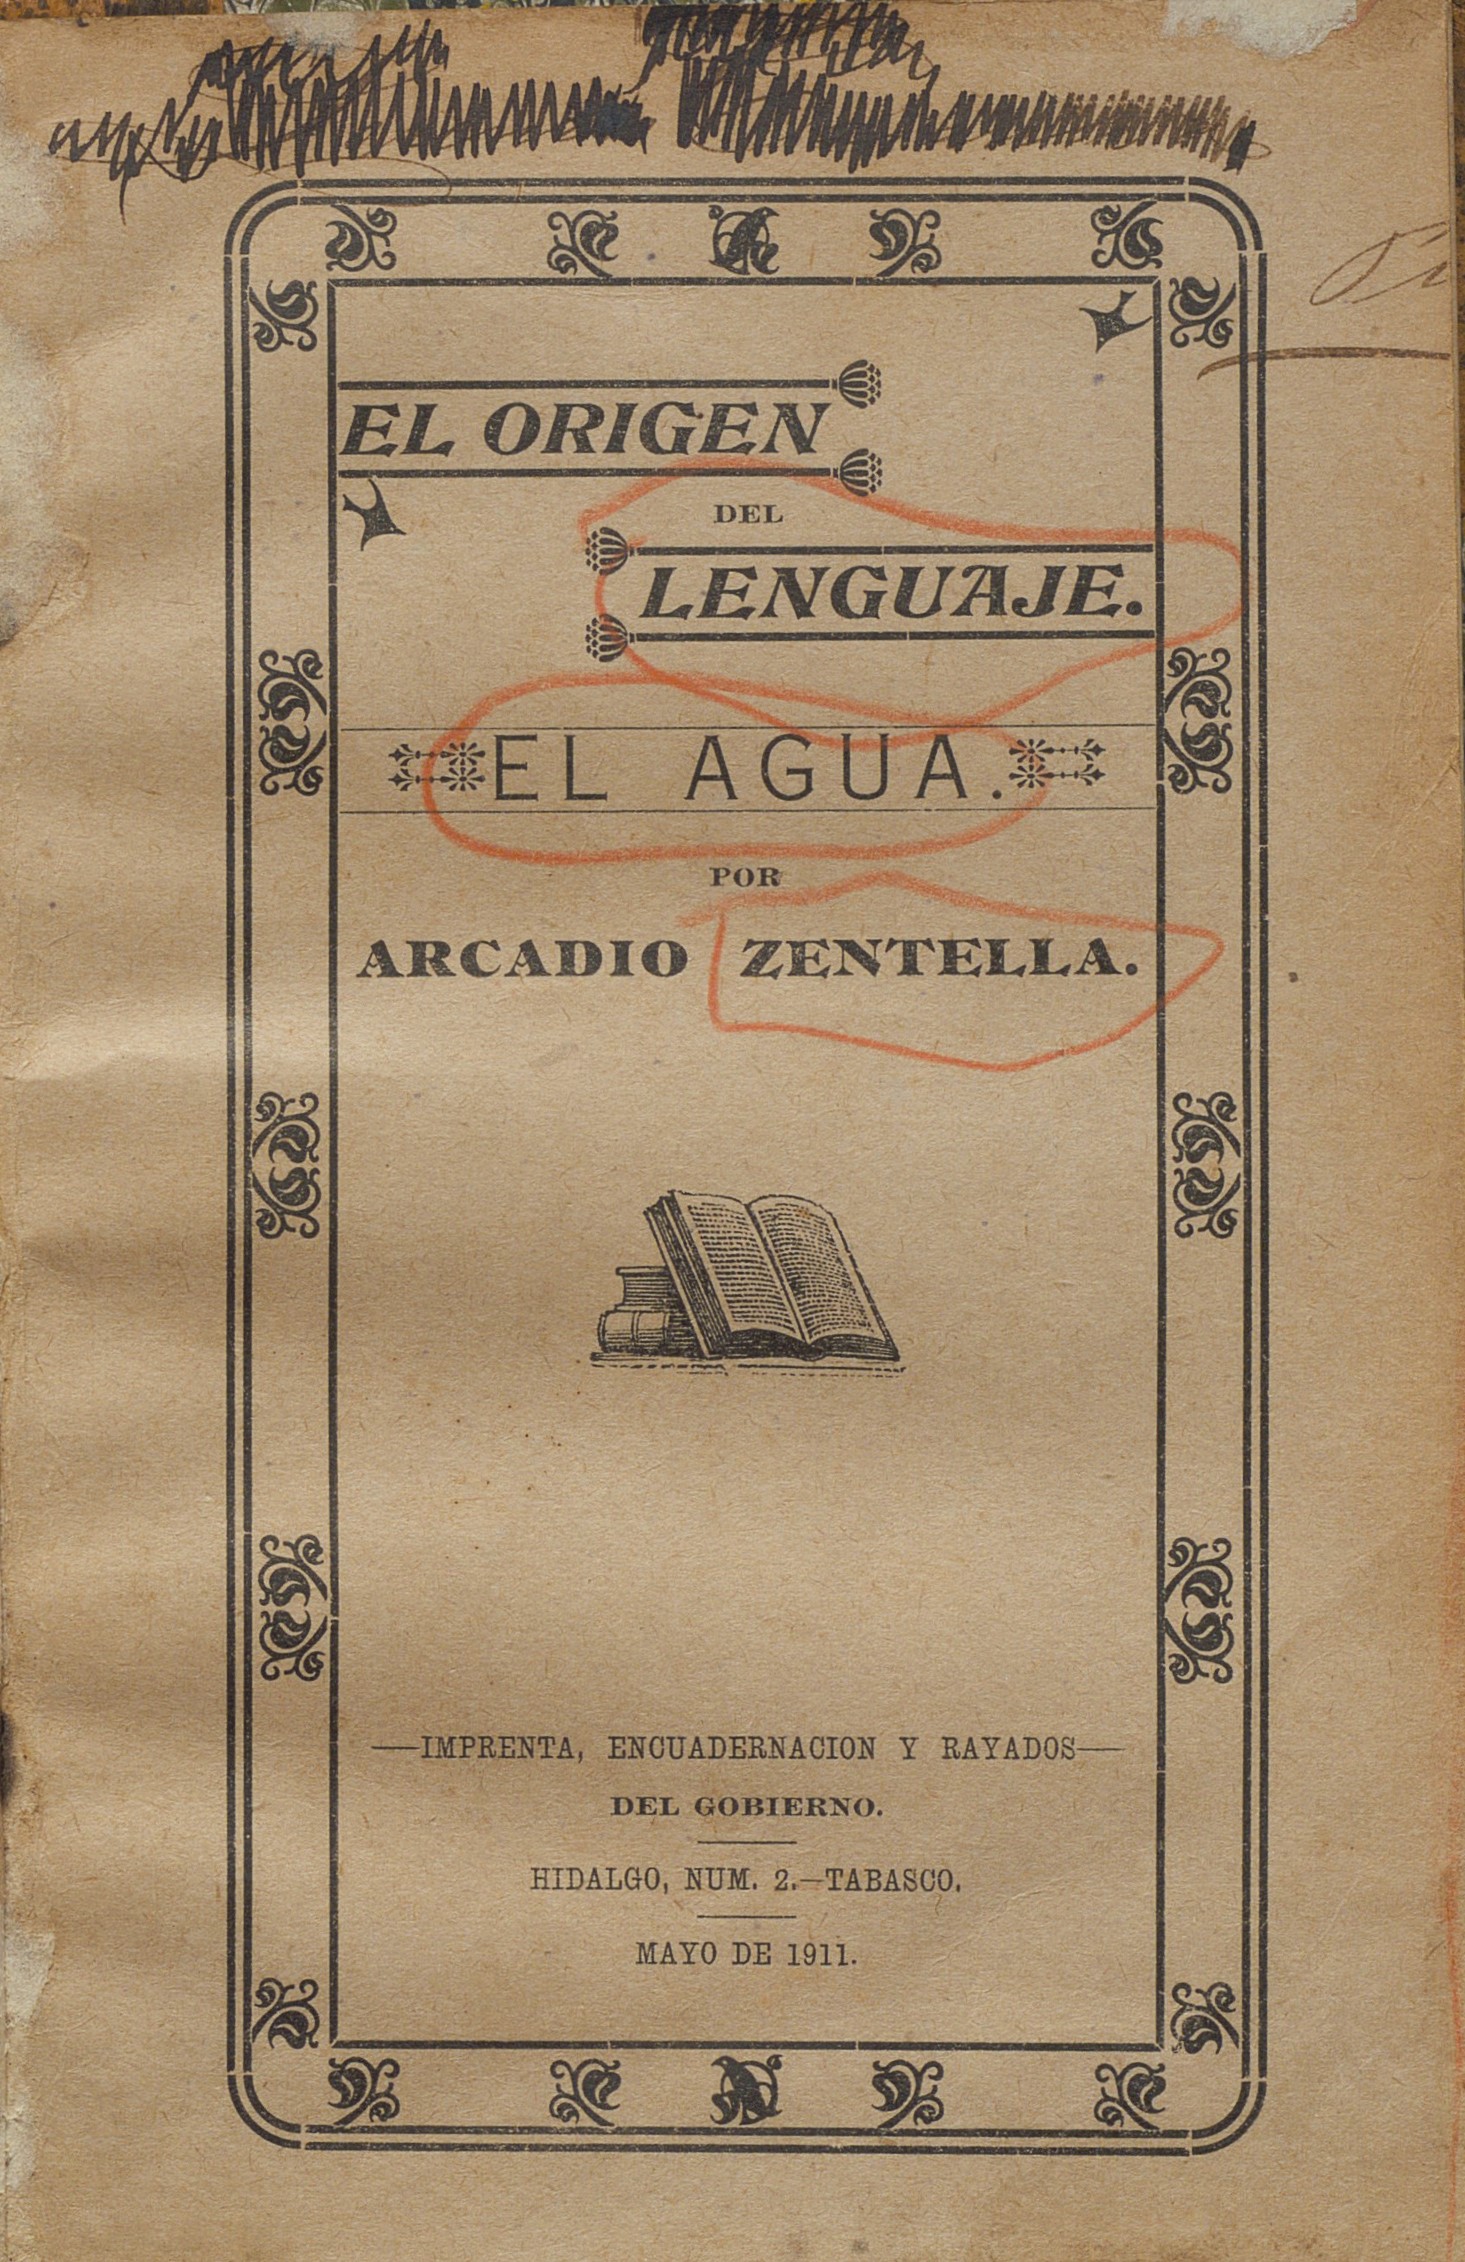 EL ORIGEN
DEL
LENGUAJE.
EL AGUA.
POR
ARCADIO ZENTELLA.
—IMPRENTA, ENCUADERNACION Y RAYADOS—
DEL GOBIERNO.
HIDALGO, NUM. 2.—TABASCO.
MAYO DE 1911.